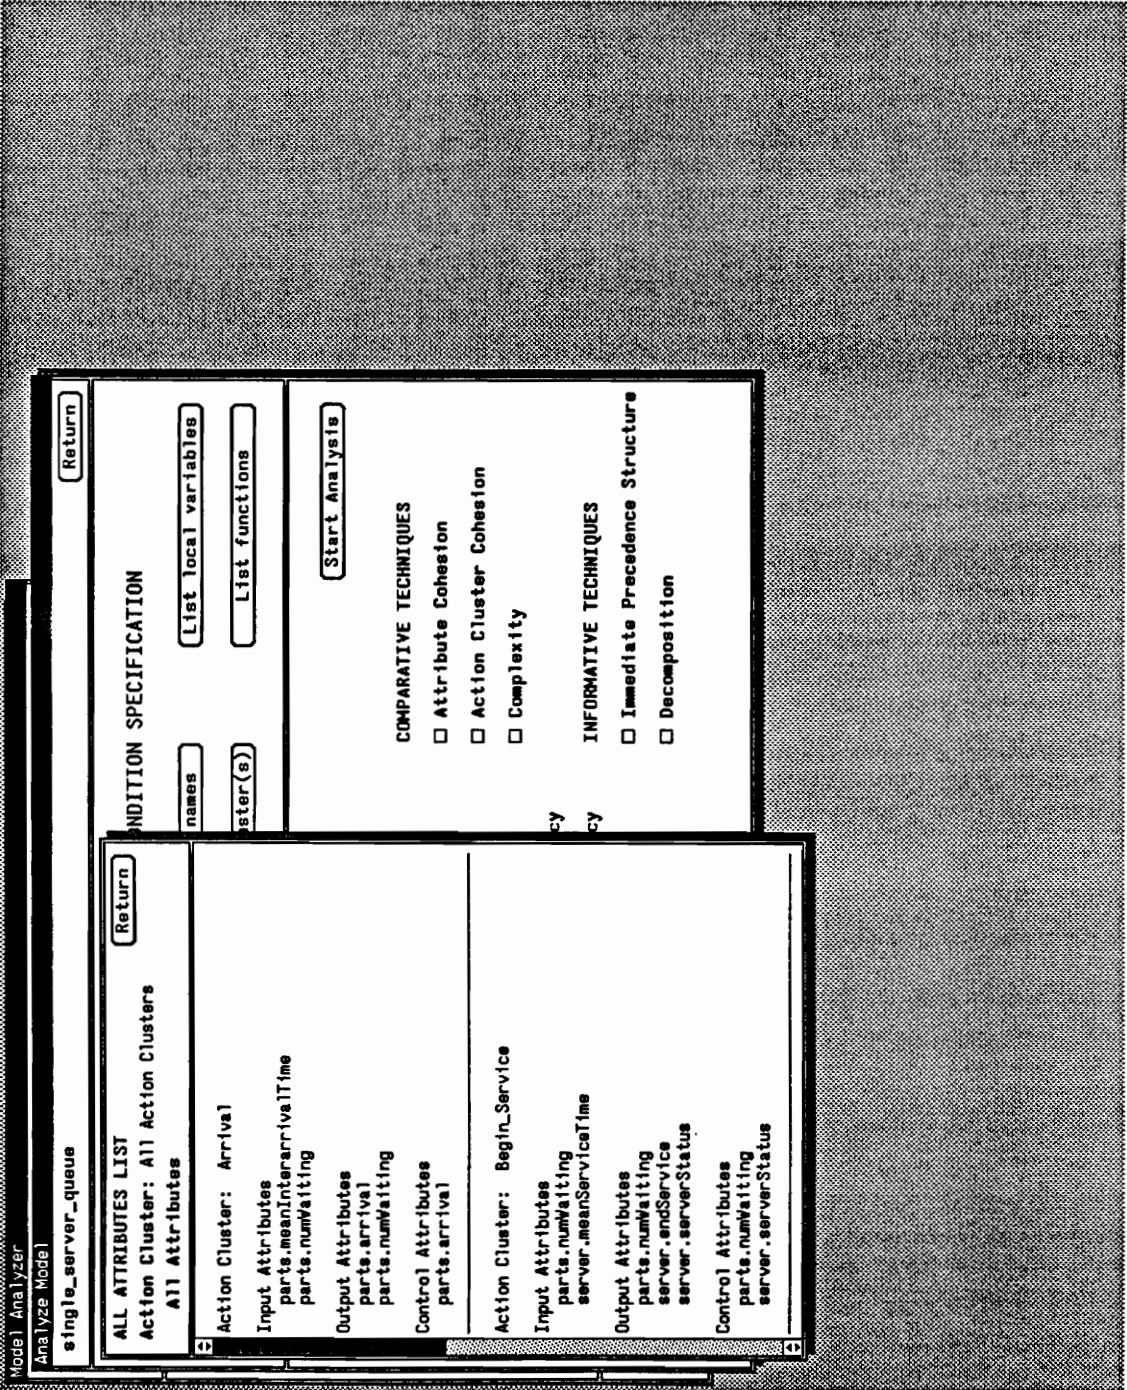 Model Analyzer
Analyze Model
single_server_queue
Return
NDITION SPECIFICATION
names
List local variables
ster(s)
List functions
Start Analysis
COMPARATIVE TECHNIQUES
Attribute Cohesion
Action Cluster Cohesion
Complexity
cy
INFORMATIVE TECHNIQUES
cy
Immediate Precedence Structure
Decomposition
ALL ATTRIBUTES LIST
Return
Action Cluster: All Action Clusters
All Attributes
Action Cluster: Arrival
Input Attributes
parts.meanInterarrivalTime
parts.numWaiting
Output Attributes
parts.arrival
parts.numWaiting
Control Attributes
parts.arrival
Action Cluster: Begin_Service
Input Attributes
parts.numWaiting
server.meanServiceTime
Output Attributes
parts.numWaiting
server.endService
server.serverStatus
Control Attributes
parts.numWaiting
server.serverStatus